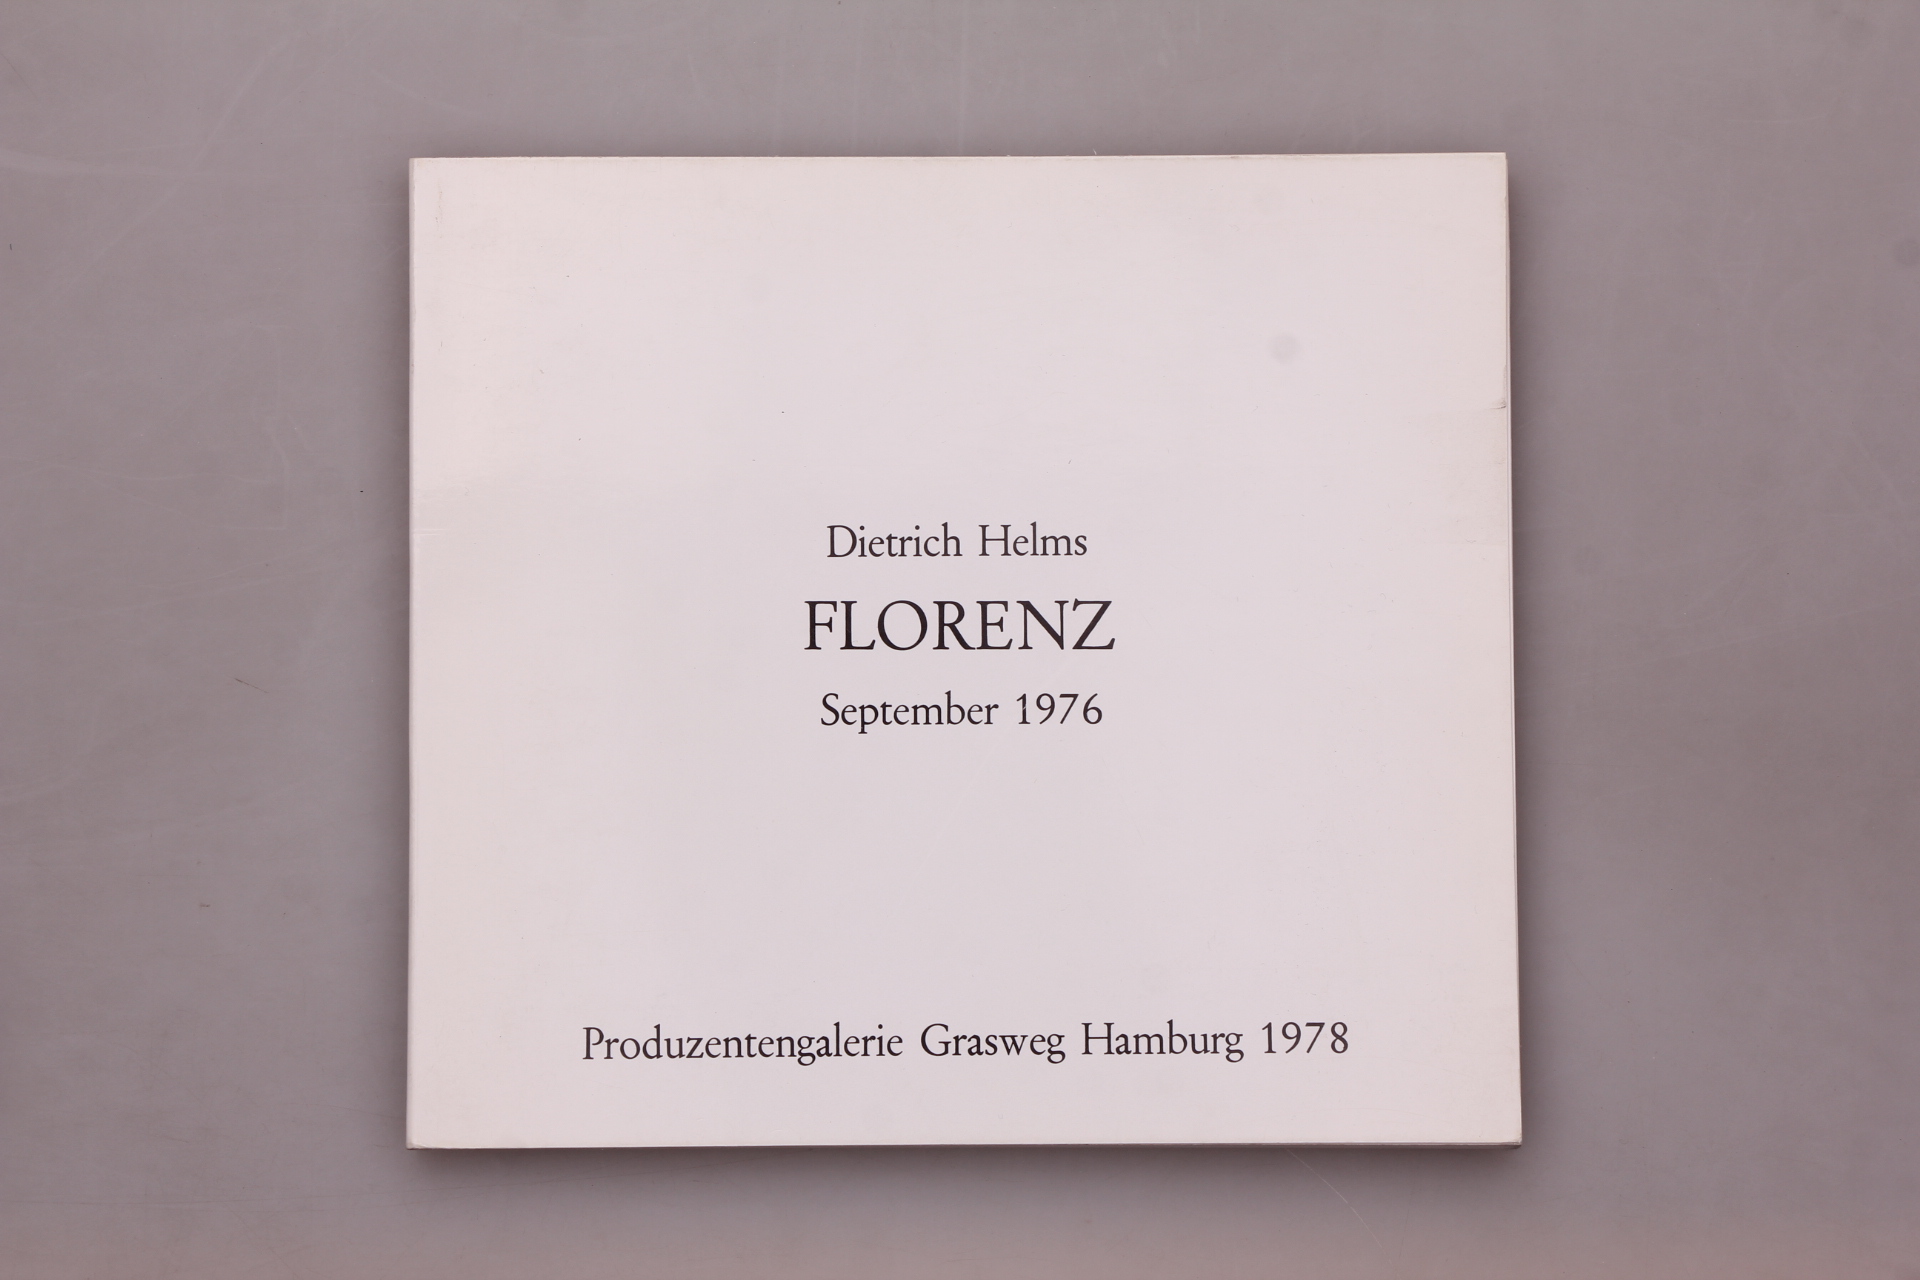 Dietrich Helms
FLORENZ
September 1976
Produzentengalerie Grasweg Hamburg 1978